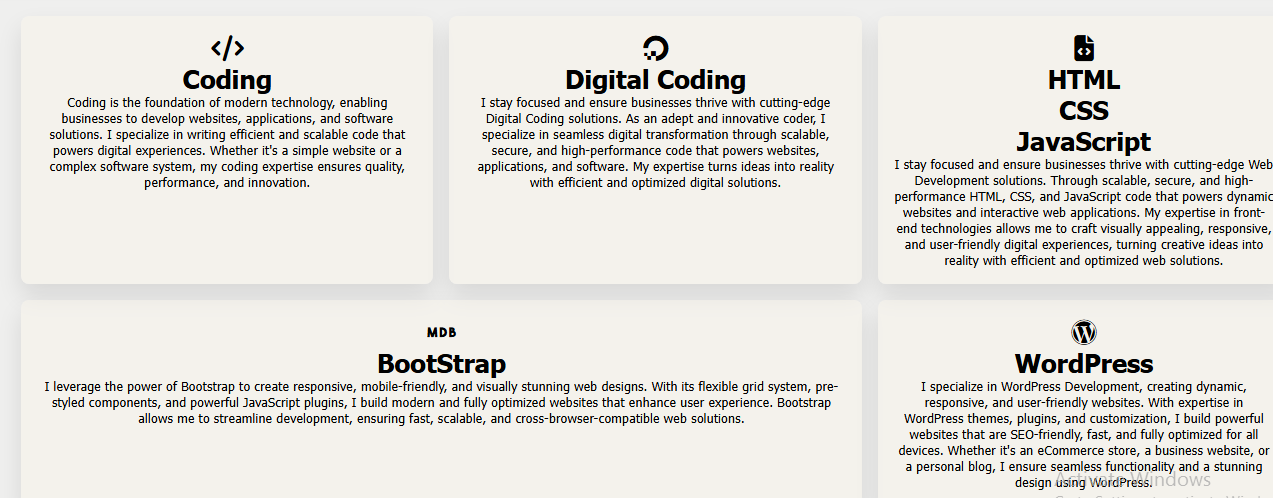 Coding
Coding is the foundation of modern technology, enabling
businesses to develop websites, applications, and software
solutions. I specialize in writing efficient and scalable code that
powers digital experiences. Whether it's a simple website or a
complex software system, my coding expertise ensures quality,
performance, and innovation.
Digital Coding
I stay focused and ensure businesses thrive with cutting-edge
Digital Coding solutions. As an adept and innovative coder, I
specialize in seamless digital transformation through scalable,
secure, and high-performance code that powers websites,
applications, and software. My expertise turns ideas into reality
with efficient and optimized digital solutions.
HTML
CSS
JavaScript
I stay focused and ensure businesses thrive with cutting-edge Web
Development solutions. Through scalable, secure, and high-
performance HTML, CSS, and JavaScript code that powers dynamic
websites and interactive web applications. My expertise in front-
end technologies allows me to craft visually appealing, responsive,
and user-friendly digital experiences, turning creative ideas into
reality with efficient and optimized web solutions.
MDB
BootStrap
I leverage the power of Bootstrap to create responsive, mobile-friendly, and visually stunning web designs. With its flexible grid system, pre-
styled components, and powerful JavaScript plugins, I build modern and fully optimized websites that enhance user experience. Bootstrap
allows me to streamline development, ensuring fast, scalable, and cross-browser-compatible web solutions.
WordPress
I specialize in WordPress Development, creating dynamic,
responsive, and user-friendly websites. With expertise in
WordPress themes, plugins, and customization, I build powerful
websites that are SEO-friendly, fast, and fully optimized for all
devices. Whether it's an eCommerce store, a business website, or
a personal blog, I ensure seamless functionality and a stunning
design using WordPress.
Activate Windows